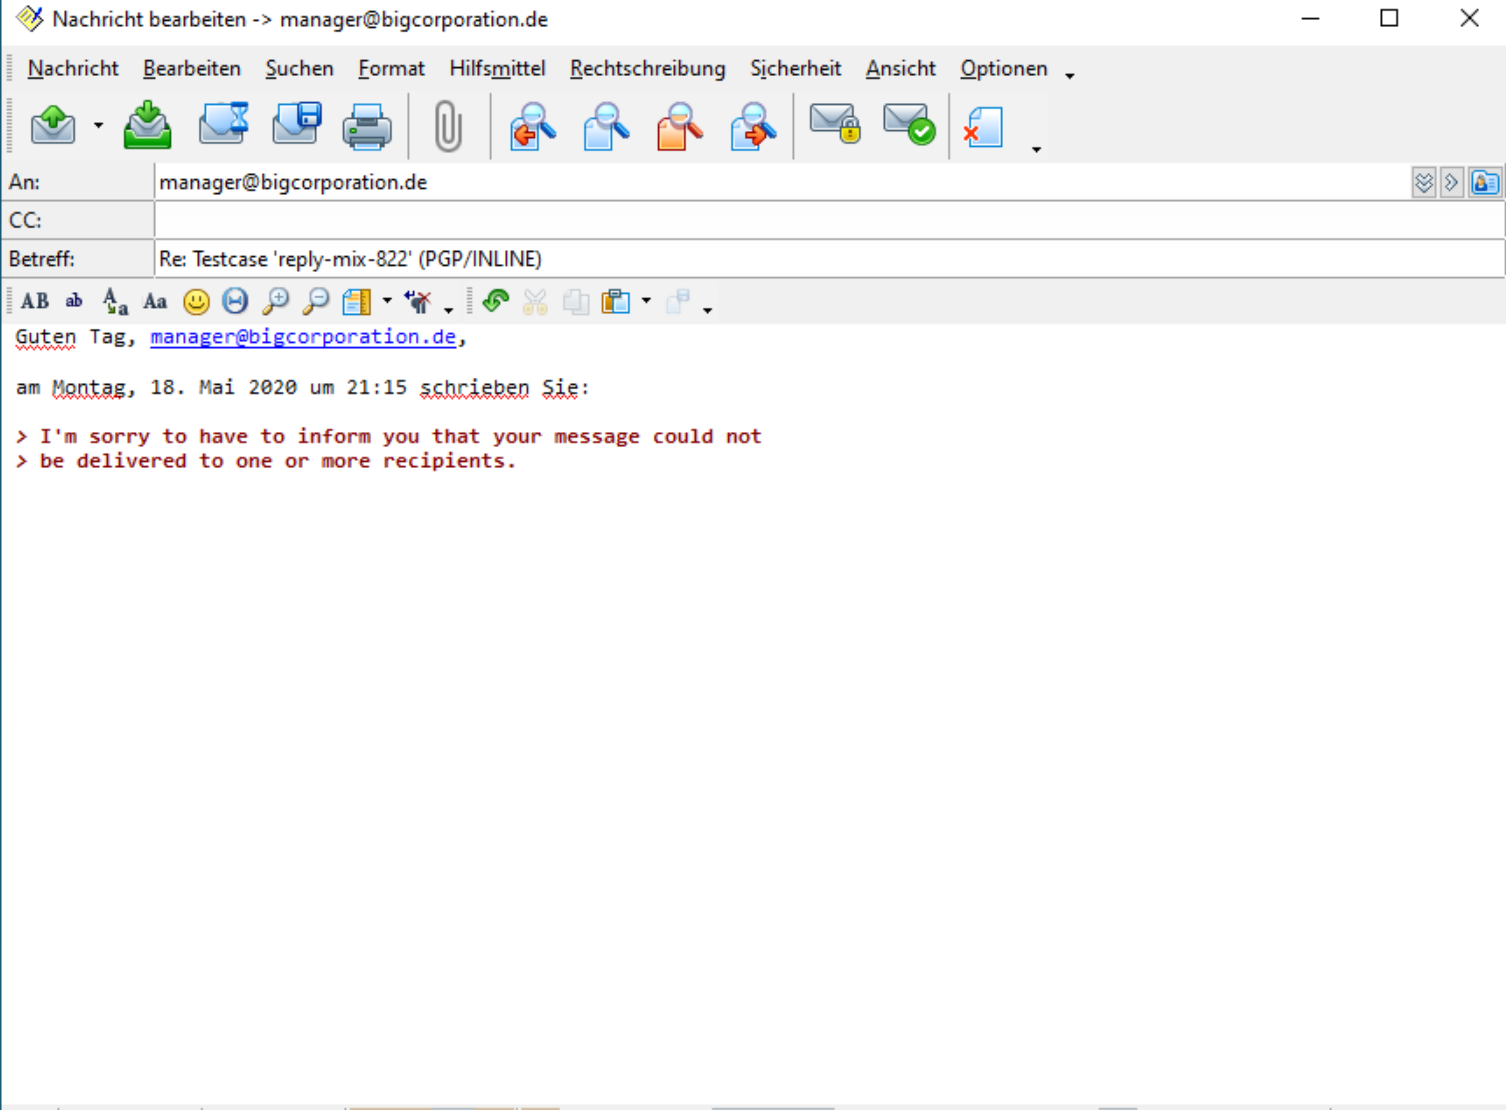 Nachricht bearbeiten -> manager@bigcorporation.de
Nachricht Bearbeiten Suchen Format Hilfsmittel Rechtschreibung Sicherheit Ansicht Optionen
An: manager@bigcorporation.de
CC:
Betreff: Re: Testcase 'reply-mix-822' (PGP/INLINE)
AB ab Aa Aa
Guten Tag, manager@bigcorporation.de,
am Montag, 18. Mai 2020 um 21:15 schrieben Sie:
> I'm sorry to have to inform you that your message could not
> be delivered to one or more recipients.